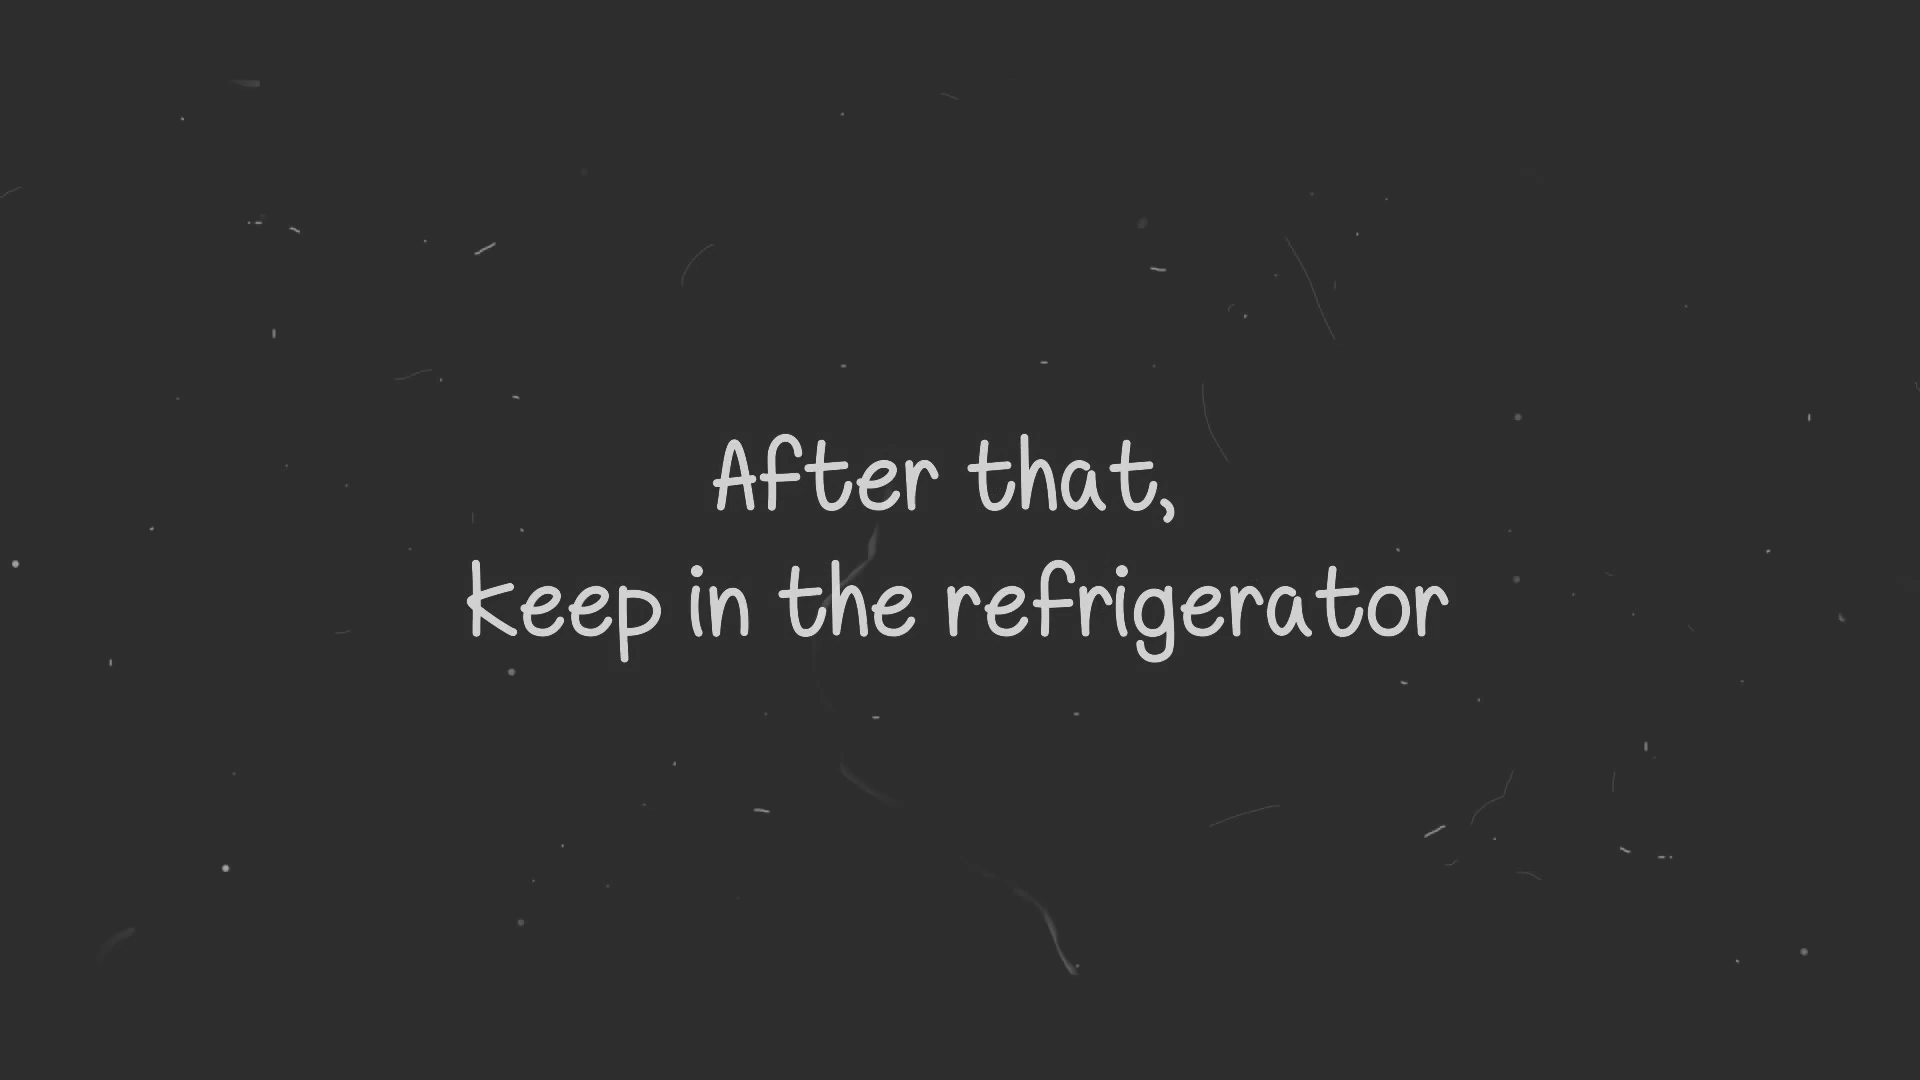 After that,
keep in the refrigerator